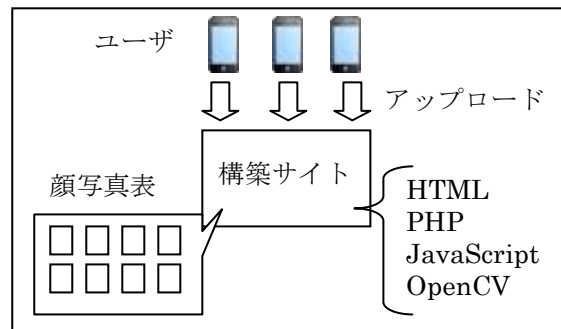 ユーザ
アップロード
構築サイト
顔写真表
HTML
PHP
JavaScript
OpenCV